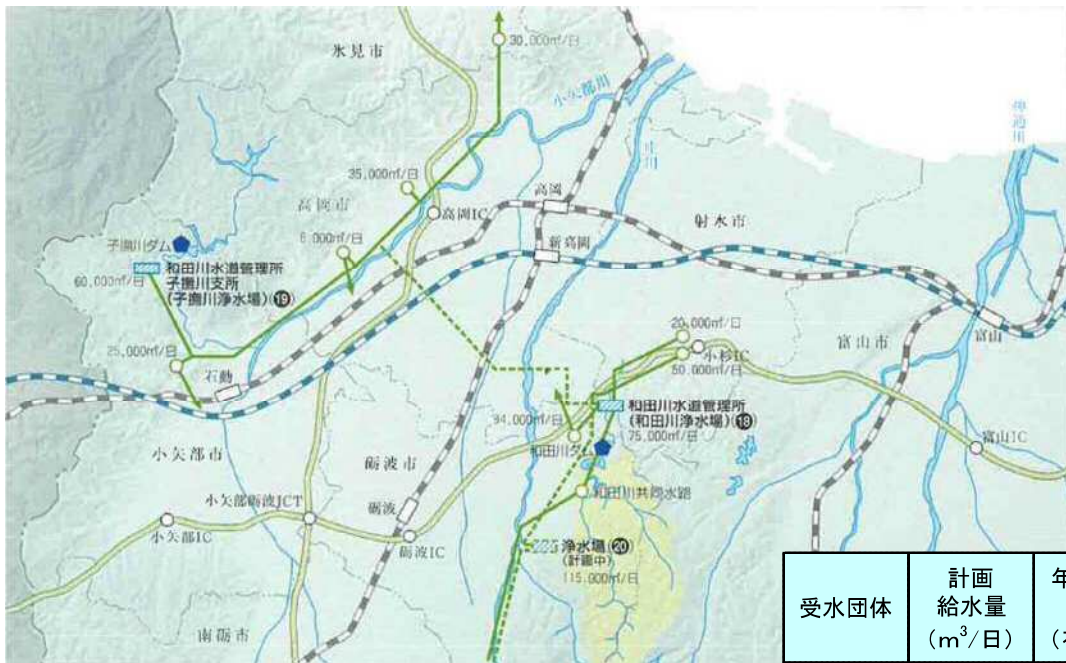 氷見市
30,000㎥/日
小矢部川
神通川
庄川
35,000㎥/日
高岡市
高岡IC
高岡
射水市
6,000㎥/日
新高岡
子撫川ダム
和田川水道管理所
子撫川支所
(子撫川浄水場)⑲
60,000㎥/日
20,000㎥/日
小杉IC
富山市
富山
50,000㎥/日
25,000㎥/日
石動
和田川水道管理所
(和田川浄水場)⑱
75,000㎥/日
94,000㎥/日
和田川ダム
富山IC
小矢部市
砺波市
小矢部砺波JCT
砺波
和田川共同水路
小矢部IC
砺波IC
浄水場(⑳)
(計画中)
115,000㎥/日
南砺市
受水団体
計画
給水量
(m³/日)
年